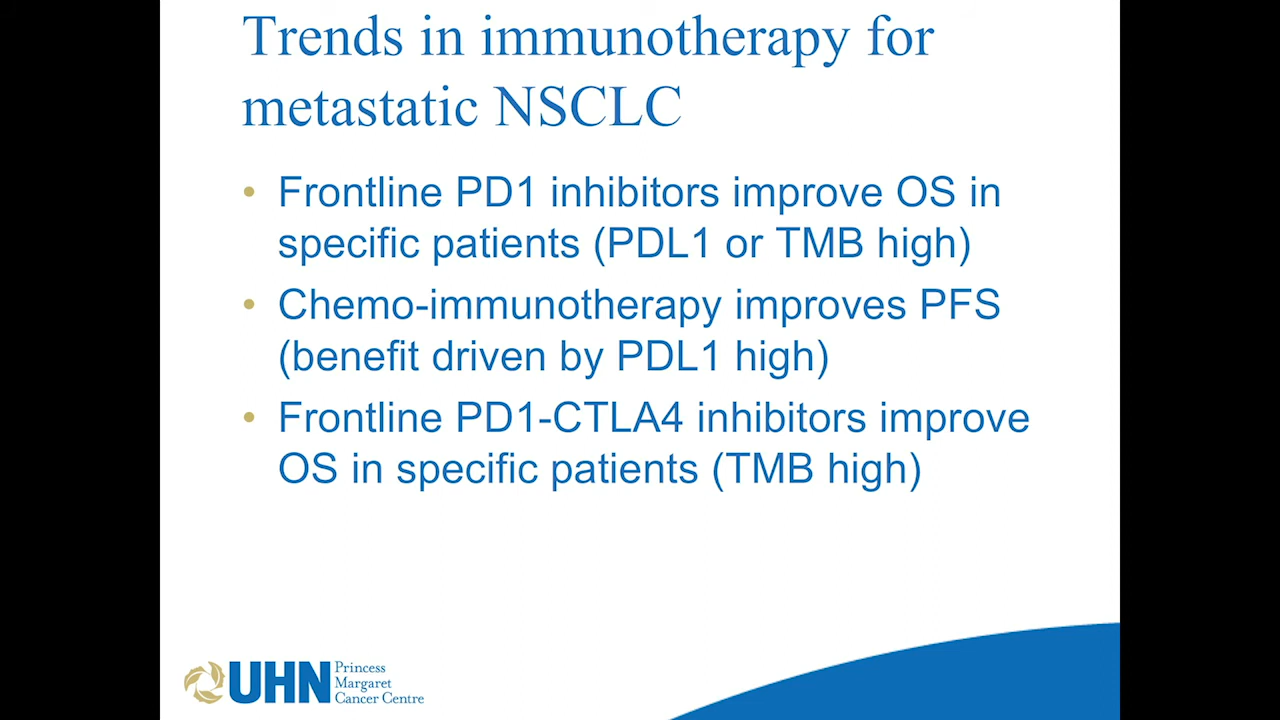 Trends in immunotherapy for
metastatic NSCLC
• Frontline PD1 inhibitors improve OS in
specific patients (PDL1 or TMB high)
• Chemo-immunotherapy improves PFS
(benefit driven by PDL1 high)
• Frontline PD1-CTLA4 inhibitors improve
OS in specific patients (TMB high)
UHN
Princess
Margaret
Cancer Centre